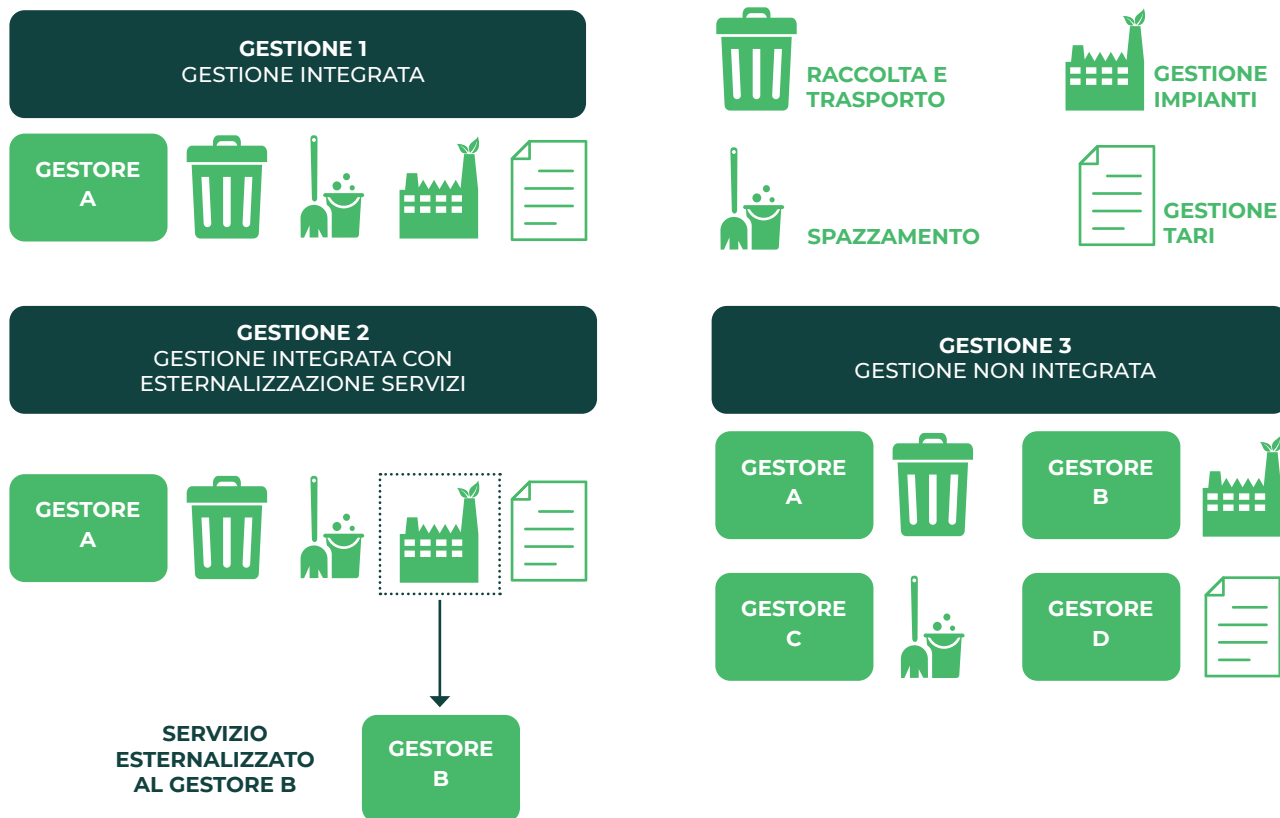 GESTIONE 1
GESTIONE INTEGRATA
GESTORE
A
RACCOLTA E
TRASPORTO
GESTIONE
IMPIANTI
SPAZZAMENTO
GESTIONE
TARI
GESTIONE 2
GESTIONE INTEGRATA CON
ESTERNALIZZAZIONE SERVIZI
GESTORE
A
SERVIZIO
ESTERNALIZZATO
AL GESTORE B
GESTORE
B
GESTIONE 3
GESTIONE NON INTEGRATA
GESTORE
A
GESTORE
B
GESTORE
C
GESTORE
D